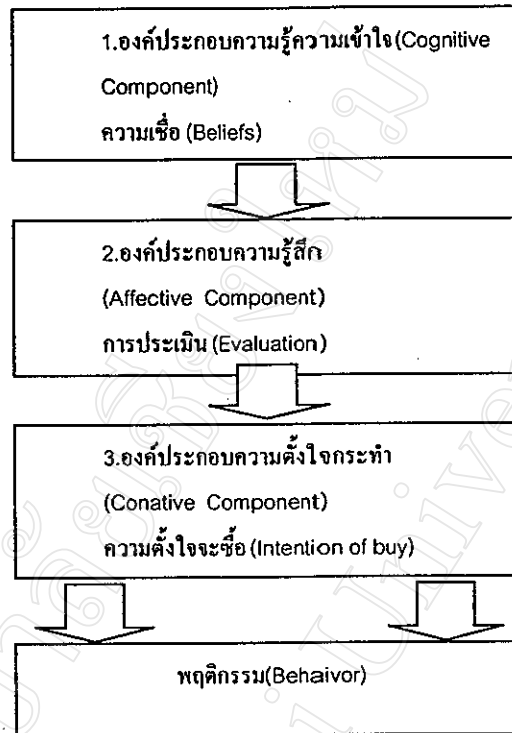 1.องค์ประกอบความรู้ความเข้าใจ(Cognitive
Component)
ความเชื่อ (Beliefs)
2.องค์ประกอบความรู้สึก
(Affective Component)
การประเมิน (Evaluation)
3.องค์ประกอบความตั้งใจกระทำ
(Conative Component)
ความตั้งใจจะซื้อ (Intention of buy)
พฤติกรรม(Behaivor)